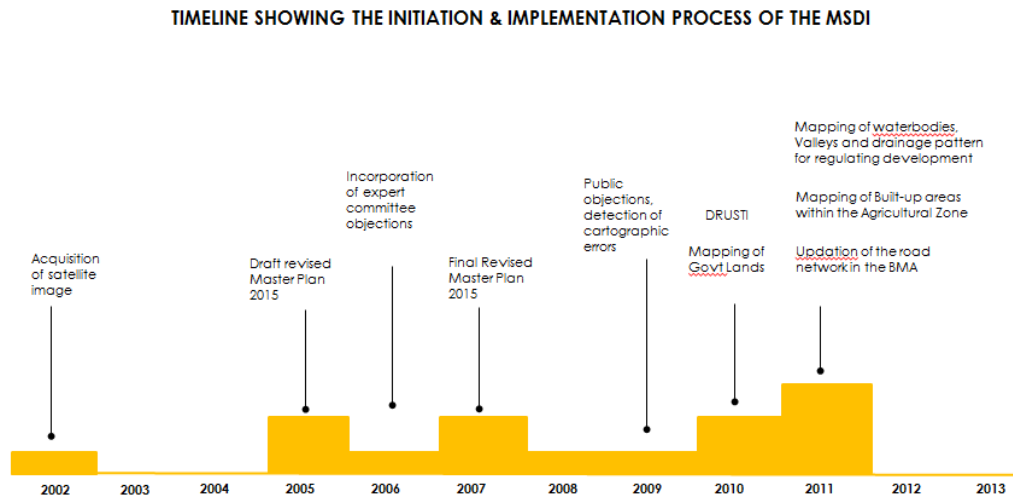 TIMELINE SHOWING THE INITIATION & IMPLEMENTATION PROCESS OF THE MSDI
Acquisition
of satellite
image
Draft revised
Master Plan
2015
Incorporation
of expert
committee
objections
Final Revised
Master Plan
2015
Public
objections,
detection of
cartographic
errors
DRUSTI
Mapping of
Govt Lands
Mapping of waterbodies,
Valleys and drainage pattern
for regulating development
Mapping of Built-up areas
within the Agricultural Zone
Updation of the road
network in the BMA
2002 2003 2004 2005 2006 2007 2008 2009 2010 2011 2012 2013